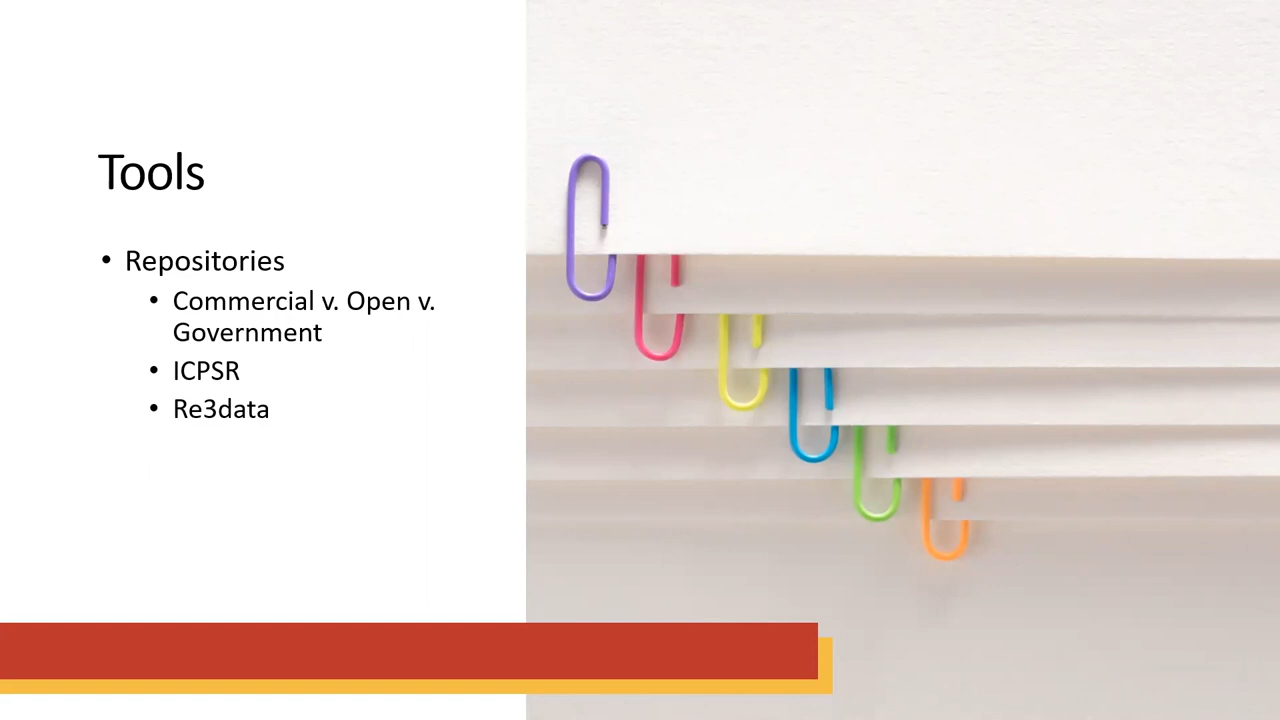 Tools
• Repositories
• Commercial v. Open v.
Government
• ICPSR
• Re3data